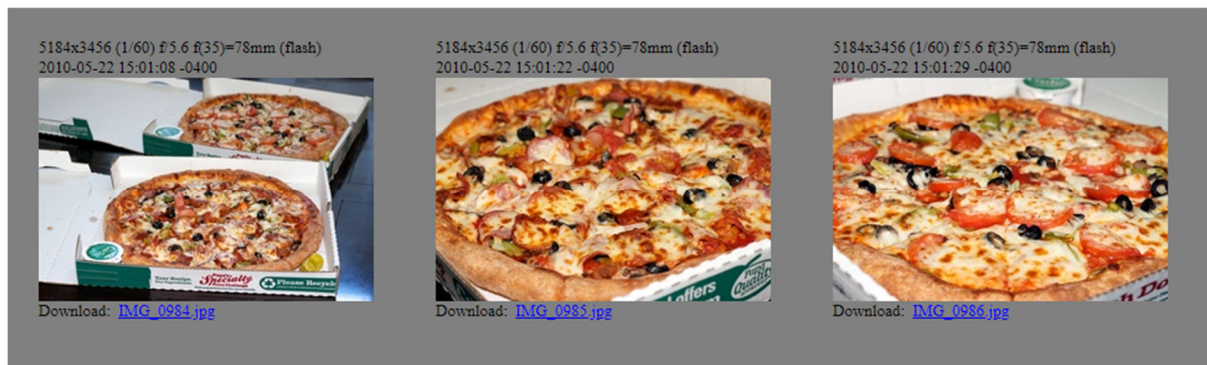 5184x3456 (1/60) f/5.6 f(35)=78mm (flash)
2010-05-22 15:01:08 -0400
Specialty
Please Recycle
Download: IMG_0984.jpg
5184x3456 (1/60) f/5.6 f(35)=78mm (flash)
2010-05-22 15:01:22 -0400
offers
Papa
Quality
Download: IMG_0985.jpg
5184x3456 (1/60) f/5.6 f(35)=78mm (flash)
2010-05-22 15:01:29 -0400
Download: IMG_0986.jpg